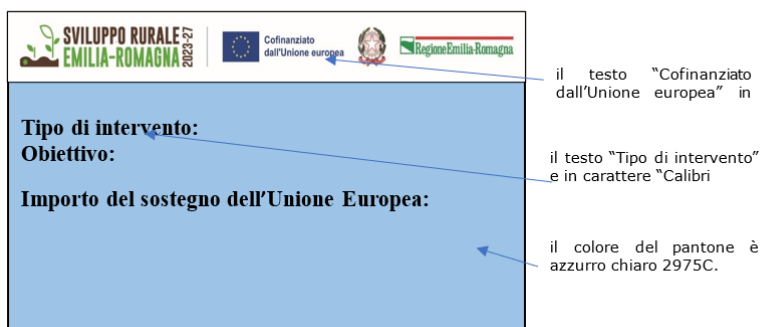 SVILUPPO RURALE
EMILIA-ROMAGNA
2023-27
Cofinanziato
dall'Unione europea
RegioneEmilia-Romagna
il testo “Cofinanziato
dall’Unione europea” in
Tipo di intervento:
Obiettivo:
il testo “Tipo di intervento”
e in carattere “Calibri
Importo del sostegno dell’Unione Europea:
il colore del pantone è
azzurro chiaro 2975C.